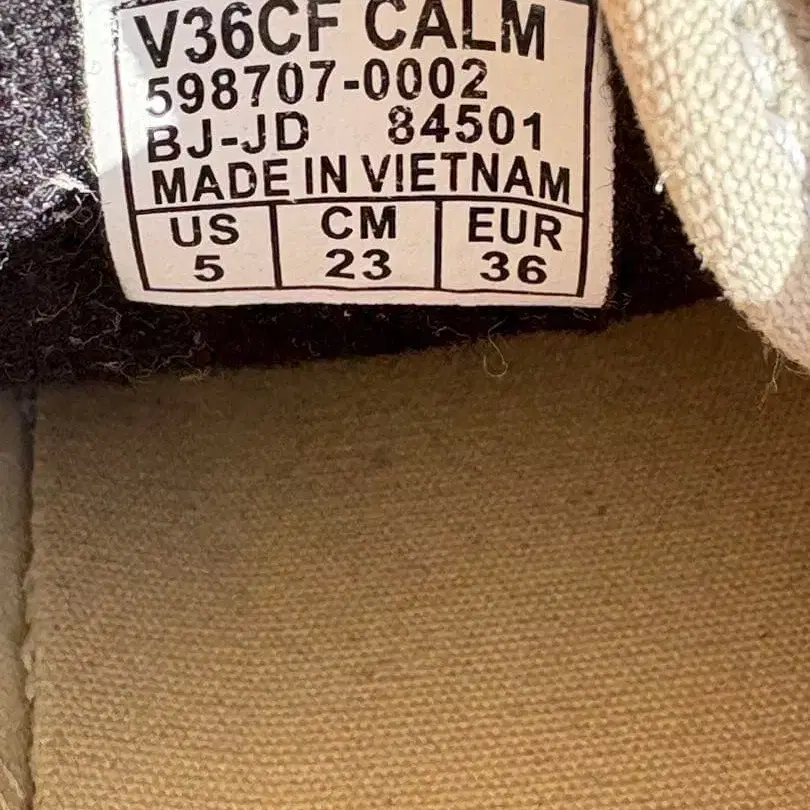 V36CF CALM
598707-0002
BJ-JD 84501
MADE IN VIETNAM
US CM EUR
5 23 36